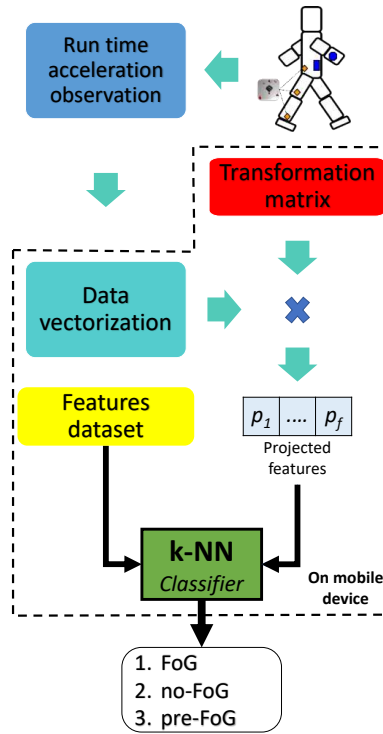 Run time
acceleration
observation
Transformation
matrix
Data
vectorization
Features
dataset
p1 .... pf
Projected
features
k-NN
Classifier
On mobile
device
1. FoG
2. no-FoG
3. pre-FoG